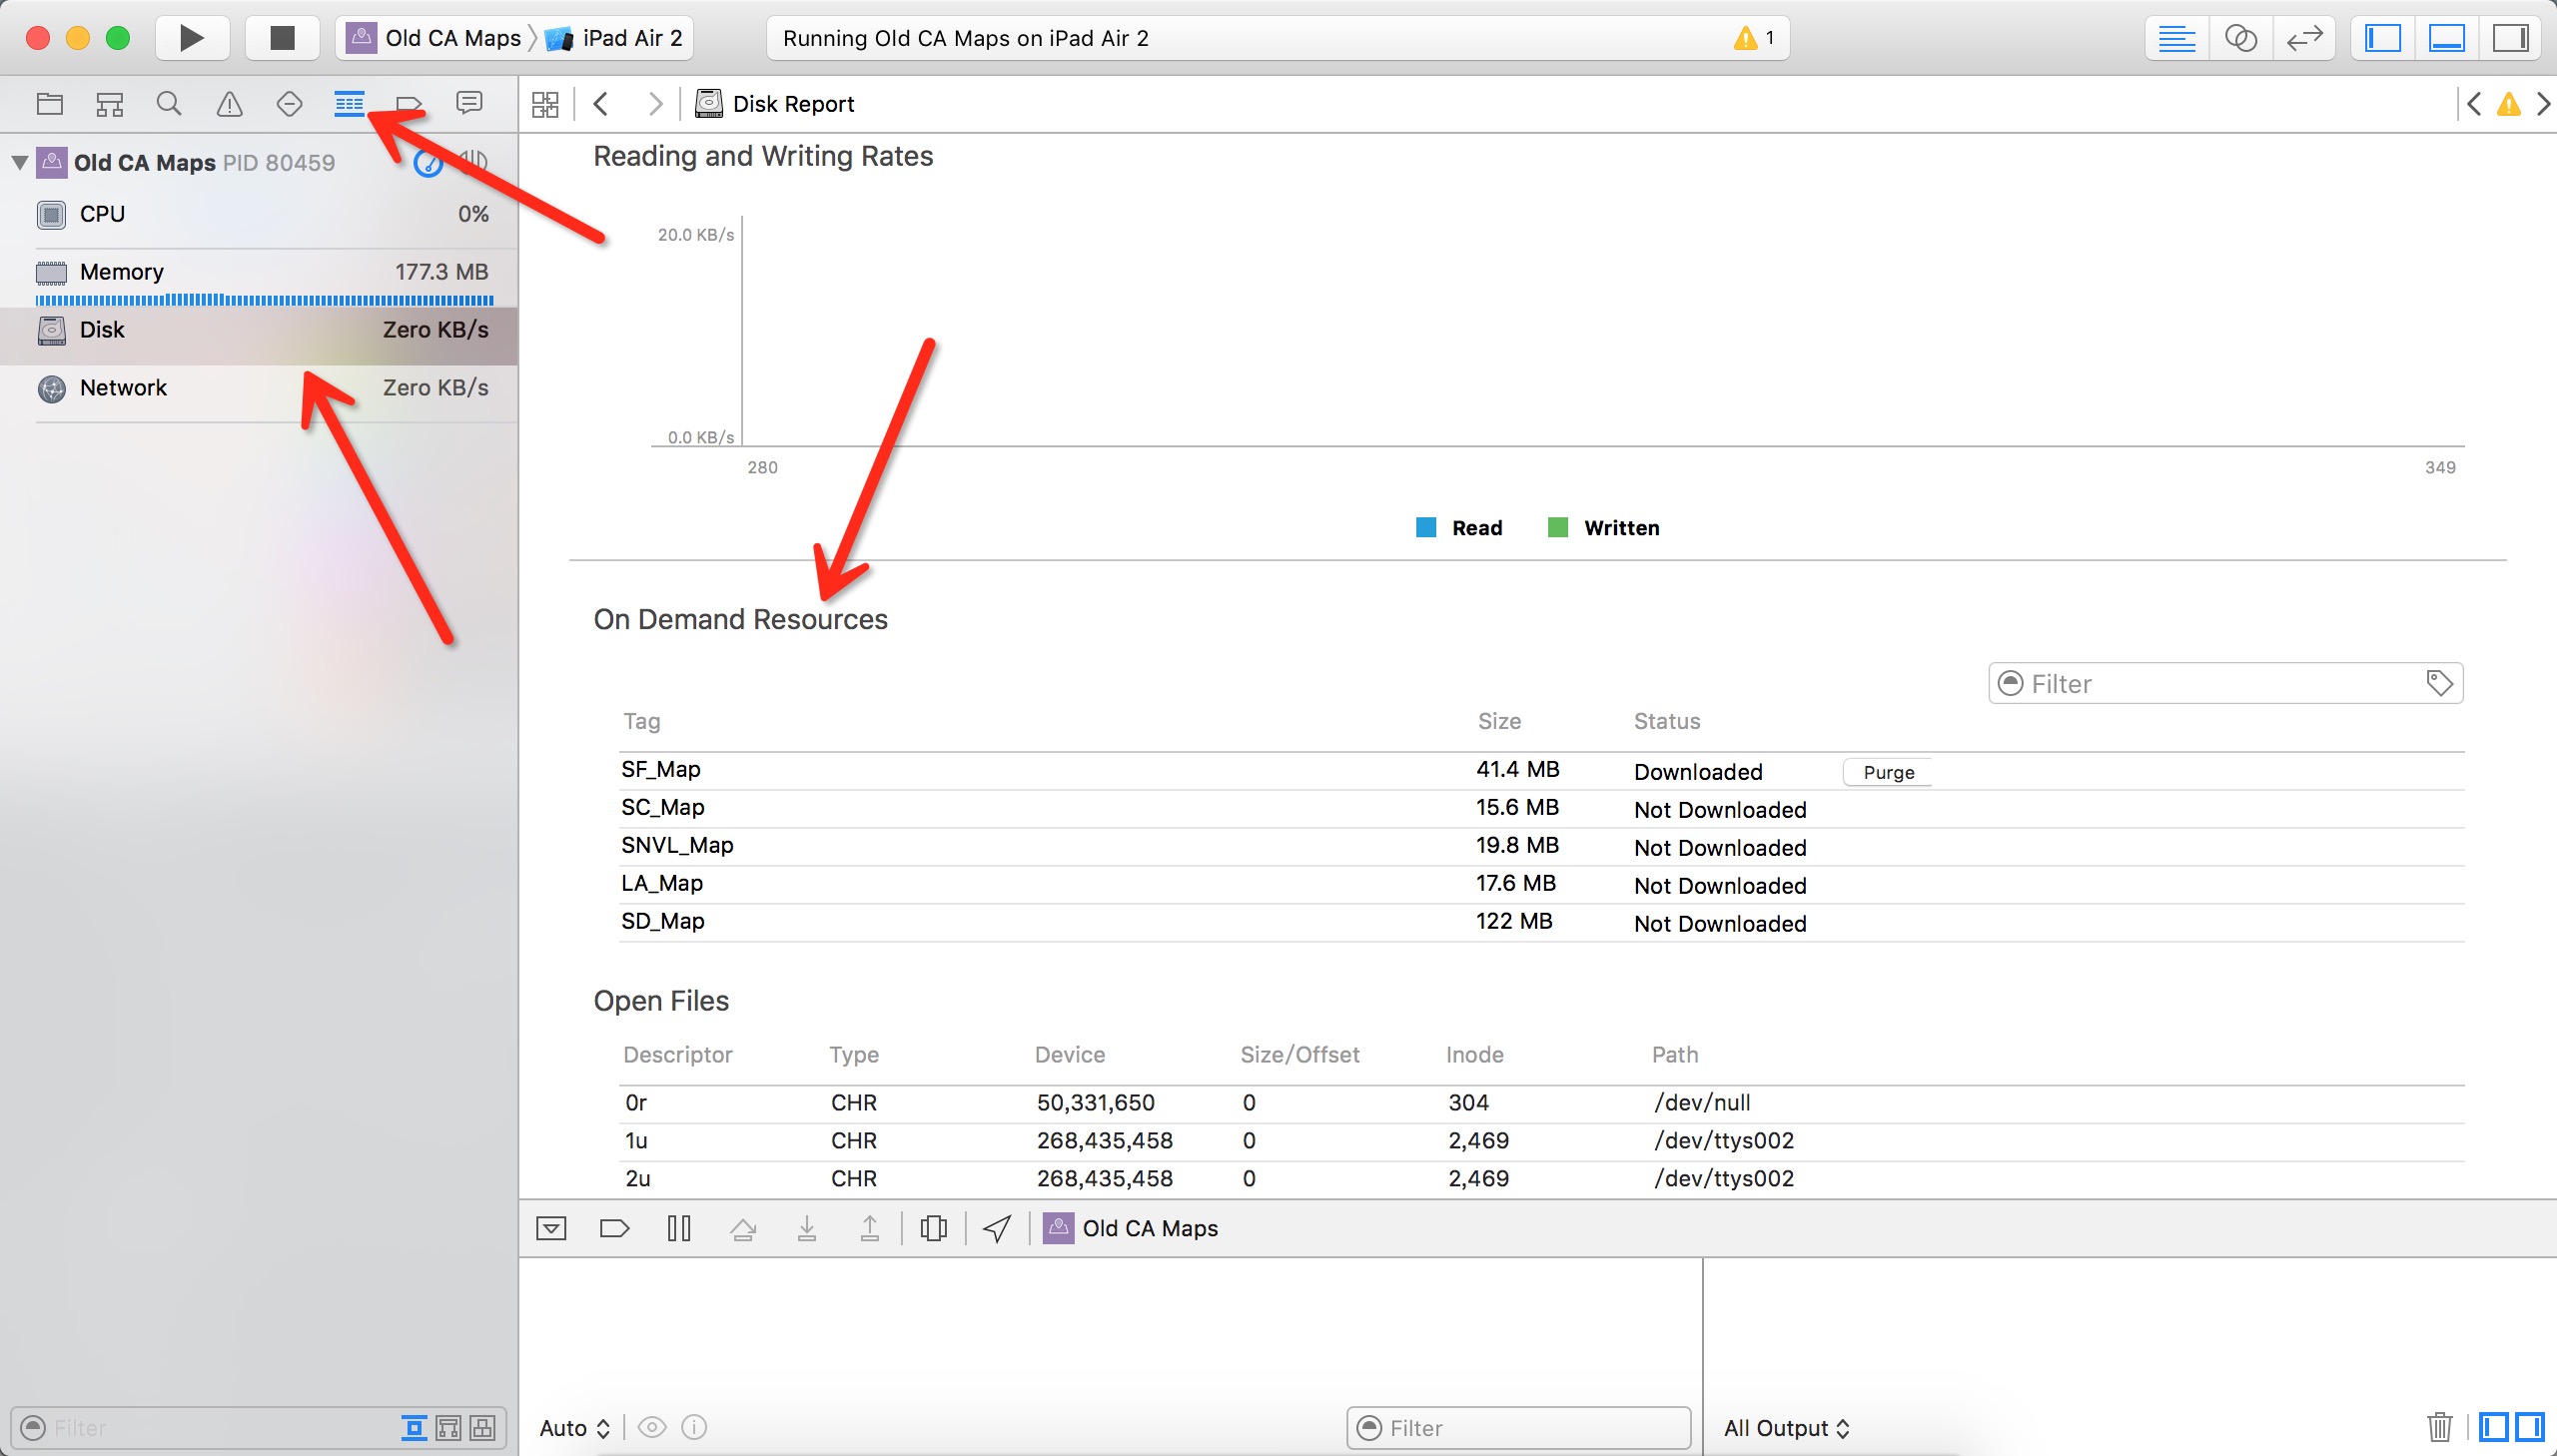 Old CA Maps iPad Air 2
Running Old CA Maps on iPad Air 2 1
Disk Report
Old CA Maps PID 80459
CPU 0%
Memory 177.3 MB
Disk Zero KB/s
Network Zero KB/s
Reading and Writing Rates
20.0 KB/s
0.0 KB/s
280 349
Read Written
On Demand Resources
Filter
Tag Size Status
SF_Map 41.4 MB Downloaded Purge
SC_Map 15.6 MB Not Downloaded
SNVL_Map 19.8 MB Not Downloaded
LA_Map 17.6 MB Not Downloaded
SD_Map 122 MB Not Downloaded
Open Files
Descriptor Type Device Size/Offset Inode Path
0r CHR 50,331,650 0 304 /dev/null
1u CHR 268,435,458 0 2,469 /dev/ttys002
2u CHR 268,435,458 0 2,469 /dev/ttys002
Old CA Maps
Filter Auto Filter All Output